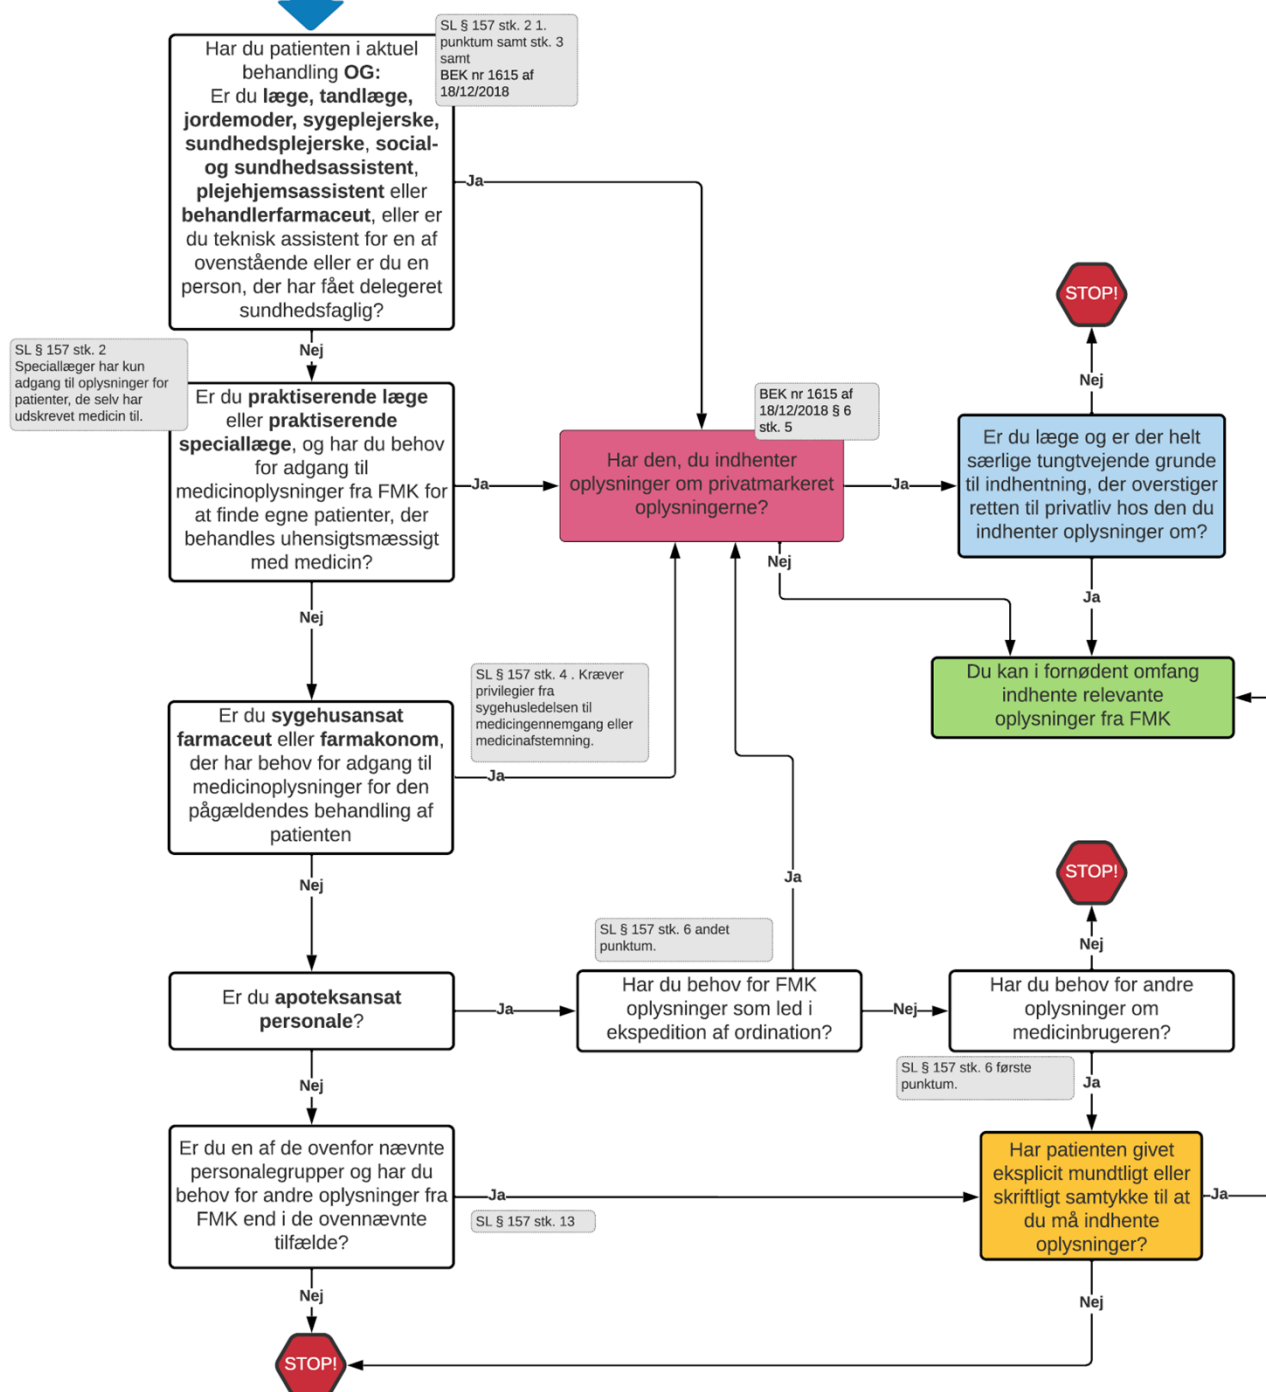 Har du patienten i aktuel
behandling OG:
Er du læge, tandlæge,
jordemoder, sygeplejerske,
sundhedsplejerske, social-
og sundhedsassistent,
plejehjemsassistent eller
behandlerfarmaceut, eller er
du teknisk assistent for en af
ovenstående eller er du en
person, der har fået delegeret
sundhedsfaglig?
SL § 157 stk. 2 1.
punktum samt stk. 3
samt
BEK nr 1615 af
18/12/2018
Ja
Nej
SL § 157 stk. 2
Speciallæger har kun
adgang til oplysninger for
patienter, de selv har
udskrevet medicin til.
Er du praktiserende læge
eller praktiserende
speciallæge, og har du behov
for adgang til
medicinoplysninger fra FMK for
at finde egne patienter, der
behandles uhensigtsmæssigt
med medicin?
Ja
BEK nr 1615 af
18/12/2018 § 6
stk. 5
Har den, du indhenter
oplysninger om privatmarkeret
oplysningerne?
Ja
STOP!
Nej
Er du læge og er der helt
særlige tungtvejende grunde
til indhentning, der overstiger
retten til privatliv hos den du
indhenter oplysninger om?
Nej
Ja
Du kan i fornødent omfang
indhente relevante
oplysninger fra FMK
Nej
Er du sygehusansat
farmaceut eller farmakonom,
der har behov for adgang til
medicinoplysninger for den
pågældendes behandling af
patienten
SL § 157 stk. 4 . Kræver
privilegier fra
sygehusledelsen til
medicingennemgang eller
medicinafstemning.
Ja
Nej
Er du apoteksansat
personale?
Ja
SL § 157 stk. 6 andet
punktum.
Ja
Har du behov for FMK
oplysninger som led i
ekspedition af ordination?
Nej
STOP!
Nej
Har du behov for andre
oplysninger om
medicinbrugeren?
SL § 157 stk. 6 første
punktum.
Ja
Nej
Er du en af de ovenfor nævnte
personalegrupper og har du
behov for andre oplysninger fra
FMK end i de ovennævnte
tilfælde?
Ja
SL § 157 stk. 13
Har patienten givet
eksplicit mundtligt eller
skriftligt samtykke til at
du må indhente
oplysninger?
Ja
Nej
Nej
STOP!